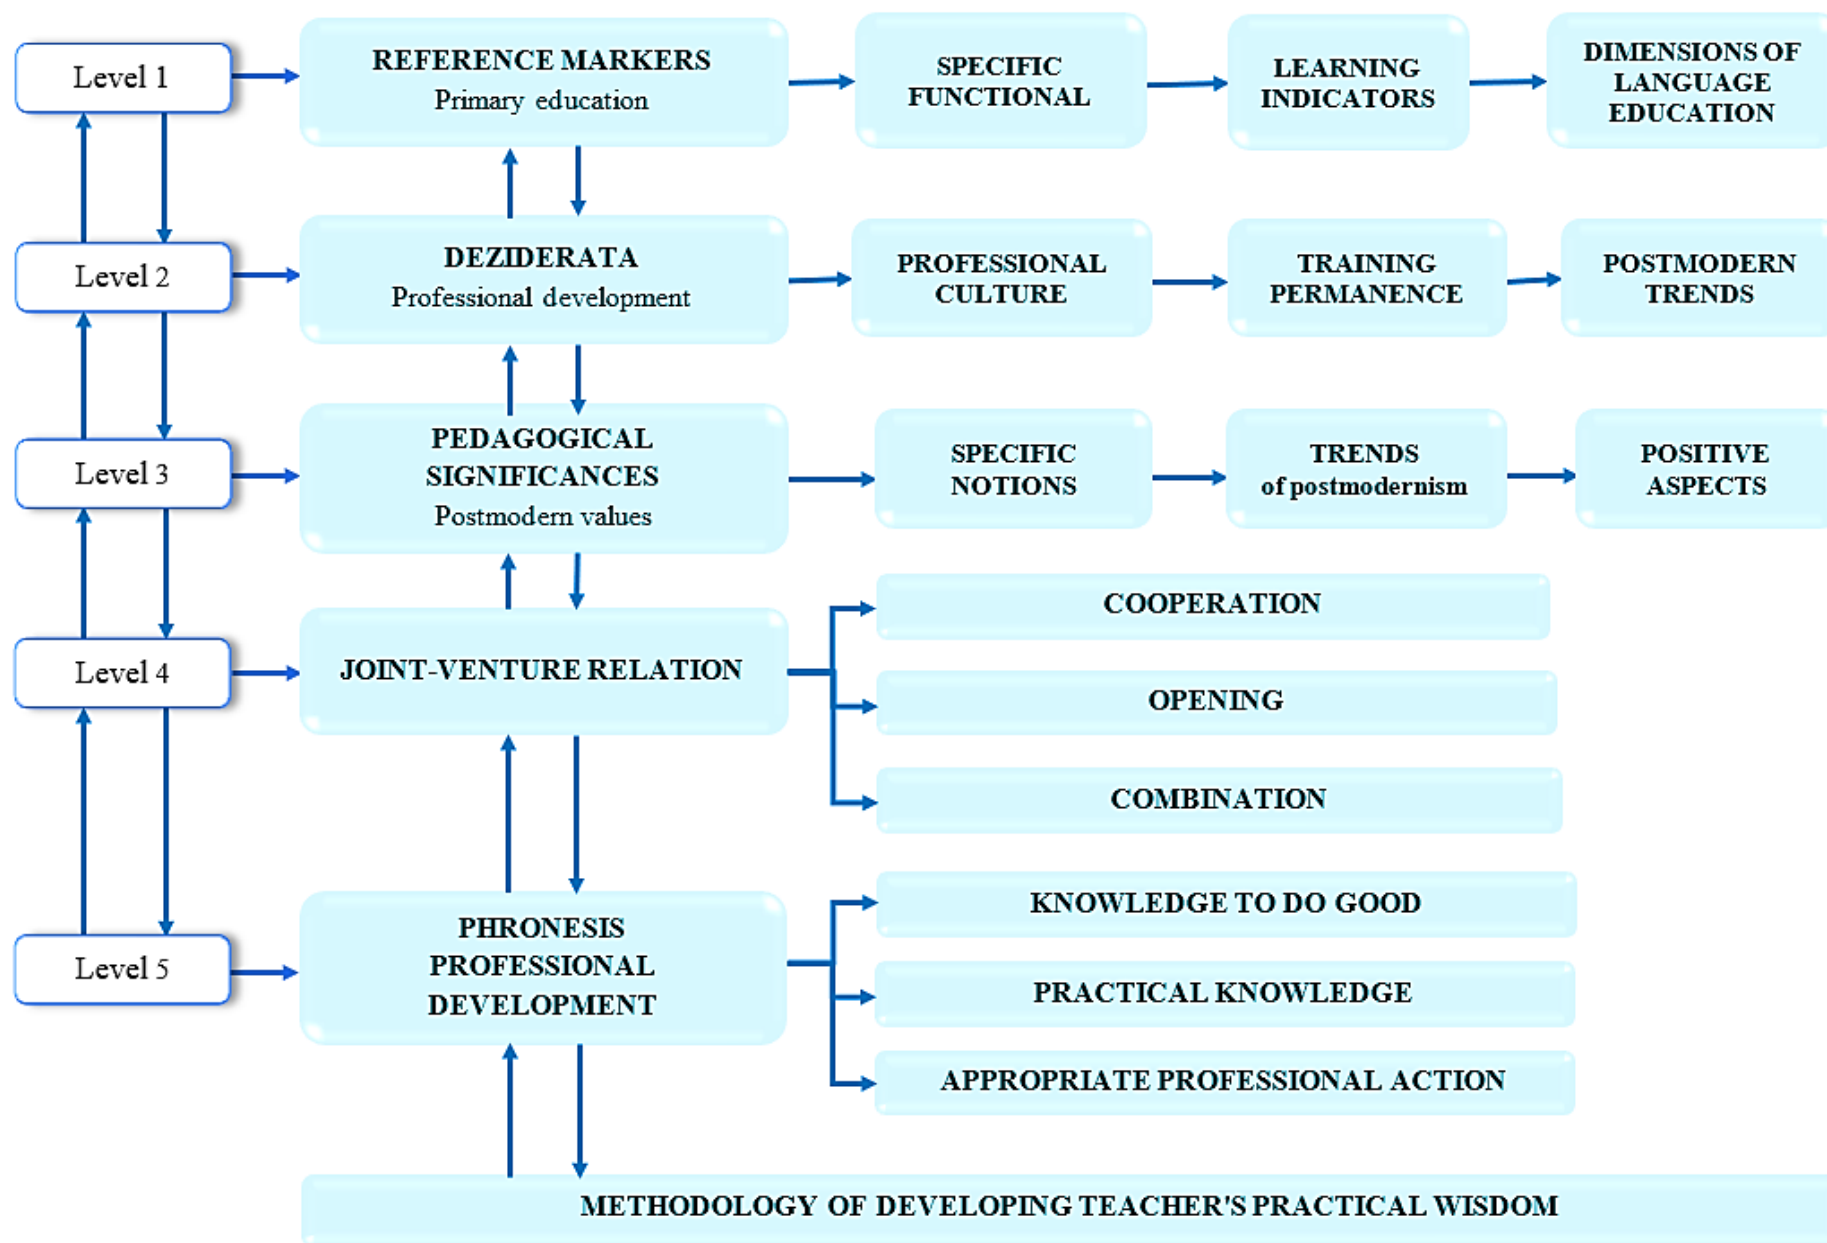 Level 1
REFERENCE MARKERS
Primary education
SPECIFIC
FUNCTIONAL
LEARNING
INDICATORS
DIMENSIONS OF
LANGUAGE
EDUCATION
Level 2
DEZIDERATA
Professional development
PROFESSIONAL
CULTURE
TRAINING
PERMANENCE
POSTMODERN
TRENDS
Level 3
PEDAGOGICAL
SIGNIFICANCES
Postmodern values
SPECIFIC
NOTIONS
TRENDS
of postmodernism
POSITIVE
ASPECTS
Level 4
JOINT-VENTURE RELATION
COOPERATION
OPENING
COMBINATION
Level 5
PHRONESIS
PROFESSIONAL
DEVELOPMENT
KNOWLEDGE TO DO GOOD
PRACTICAL KNOWLEDGE
APPROPRIATE PROFESSIONAL ACTION
METHODOLOGY OF DEVELOPING TEACHER'S PRACTICAL WISDOM